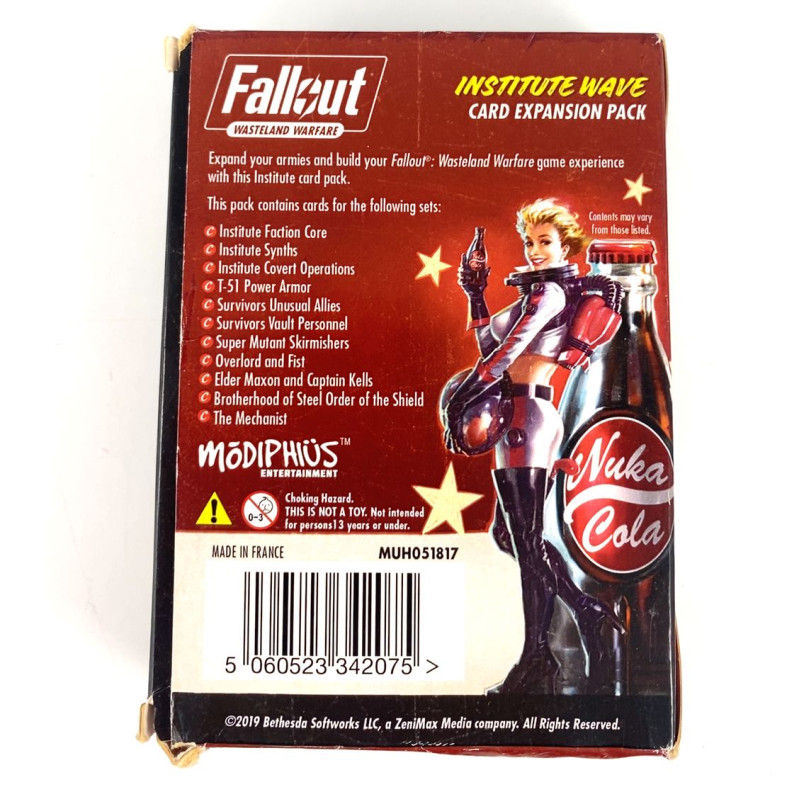 Fallout®
WASTELAND WARFARE
INSTITUTE WAVE
CARD EXPANSION PACK
Expand your armies and build your Fallout®: Wasteland Warfare game experience
with this Institute card pack.
This pack contains cards for the following sets:
Contents may vary
from those listed.
Institute Faction Core
Institute Synths
Institute Covert Operations
T-51 Power Armor
Survivors Unusual Allies
Survivors Vault Personnel
Super Mutant Skirmishers
Overlord and Fist
Elder Maxon and Captain Kells
Brotherhood of Steel Order of the Shield
The Mechanist
Nuka
Cola
MōDIPHIÜS™
ENTERTAINMENT
0-3
Choking Hazard.
THIS IS NOT A TOY. Not intended
for persons13 years or under.
MADE IN FRANCE
MUH051817
5 060523 342075 >
©2019 Bethesda Softworks LLC, a ZeniMax Media company. All Rights Reserved.